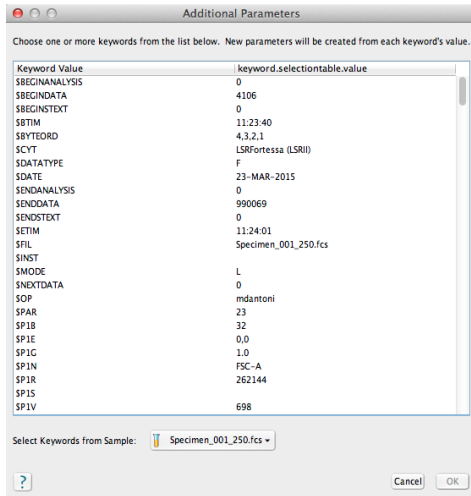 Additional Parameters
Choose one or more keywords from the list below. New parameters will be created from each keyword's value.
Keyword Value keyword.selectiontable.value
$BEGINANALYSIS 0
$BEGINDATA 4106
$BEGINSTEXT 0
$BTIM 11:23:40
$BYTEORD 4,3,2,1
$CYT LSRFortessa (LSRII)
$DATATYPE F
$DATE 23-MAR-2015
$ENDANALYSIS 0
$ENDDATA 990069
$ENDSTEXT 0
$ETIM 11:24:01
$FIL Specimen_001_250.fcs
$INST
$MODE L
$NEXTDATA 0
$OP mdantoni
$PAR 23
$P1B 32
$P1E 0,0
$P1G 1.0
$P1N FSC-A
$P1R 262144
$P1S
$P1V 698
Select Keywords from Sample: Specimen_001_250.fcs
? Cancel OK